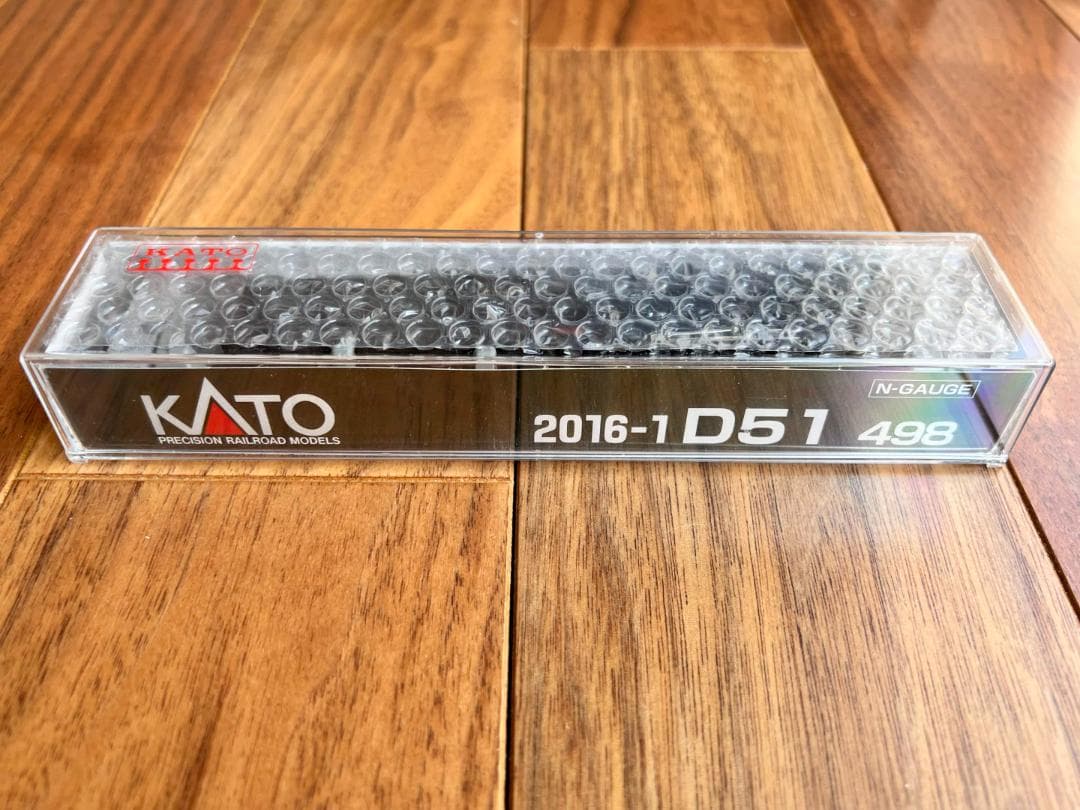 KATO
KATO
PRECISION RAILROAD MODELS
2016-1 D51 498
N-GAUGE